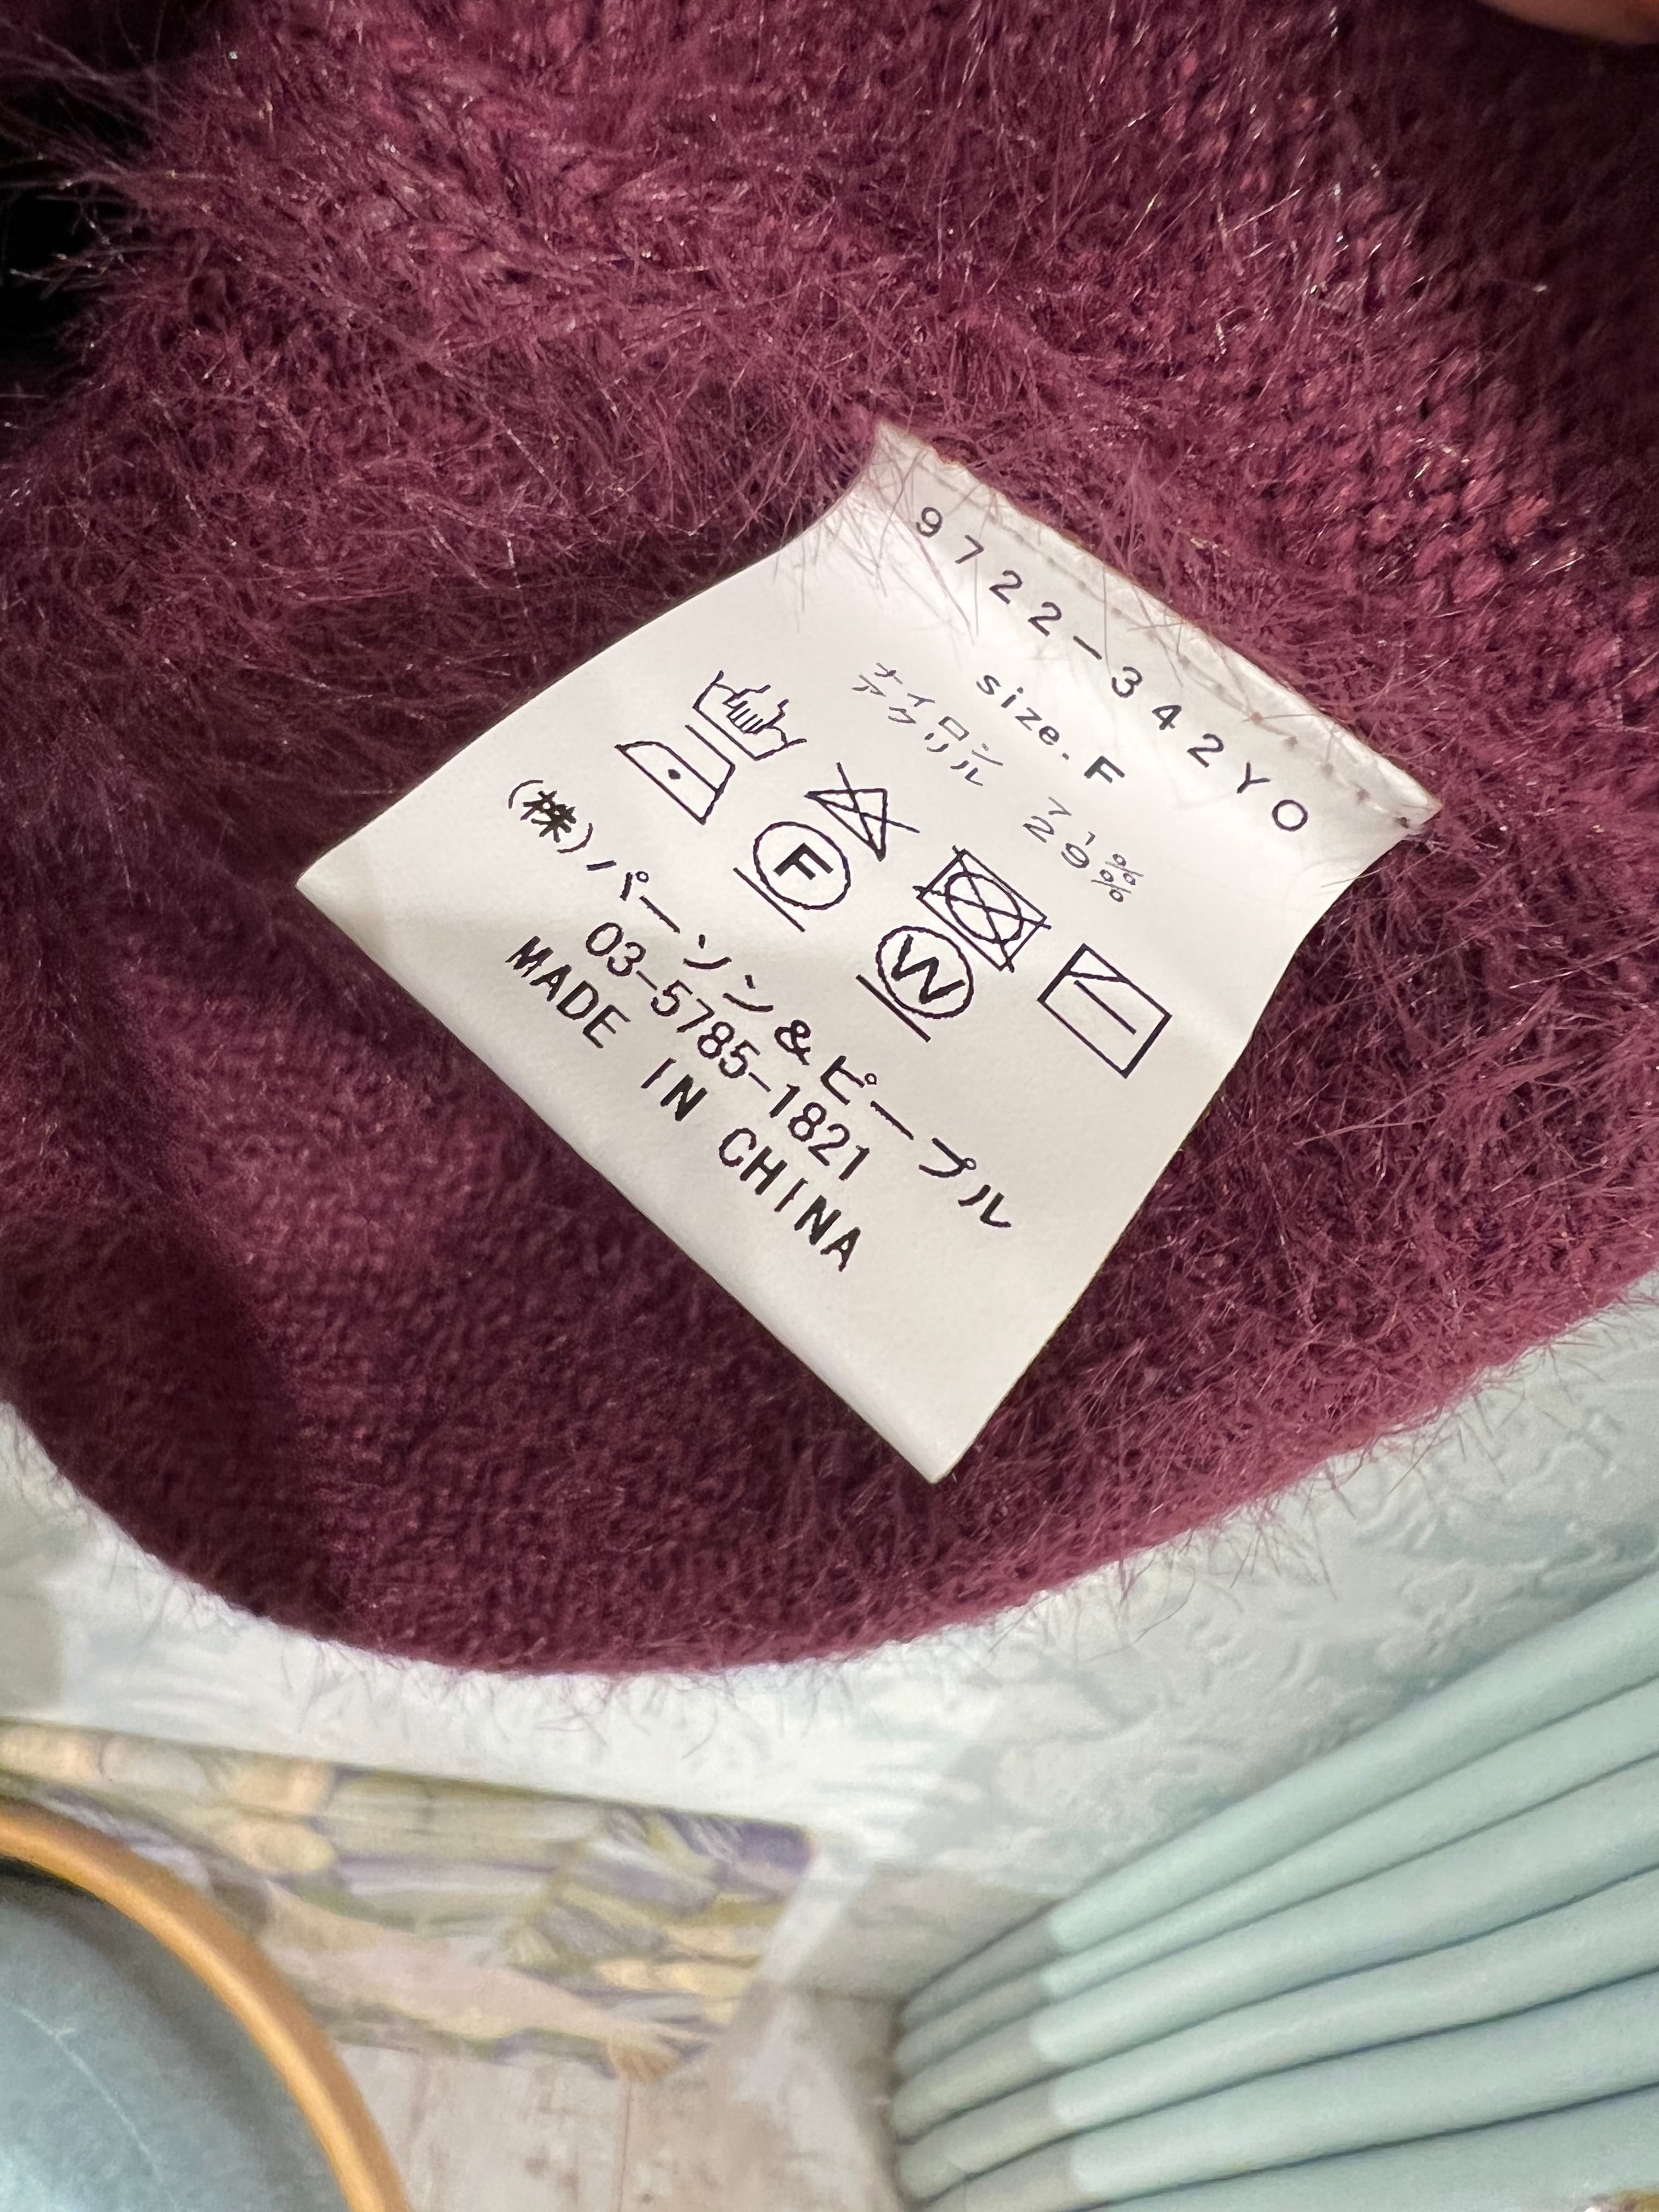 9722-342YO
size.F
ナイロン 71%
アクリル 29%
F W
(株)パーソン&ピープル
03-5785-1821
MADE IN CHINA